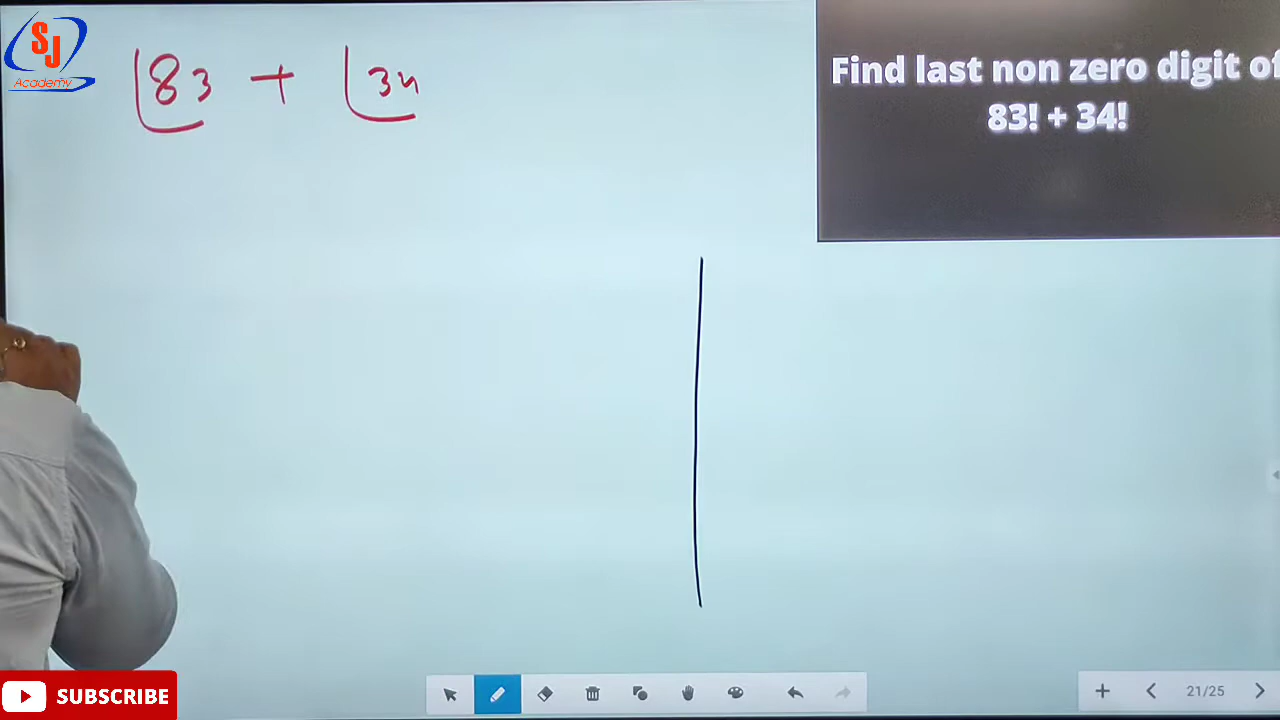 SJ
Academy
83 + 34
Find last non zero digit of
83! + 34!
SUBSCRIBE
21/25